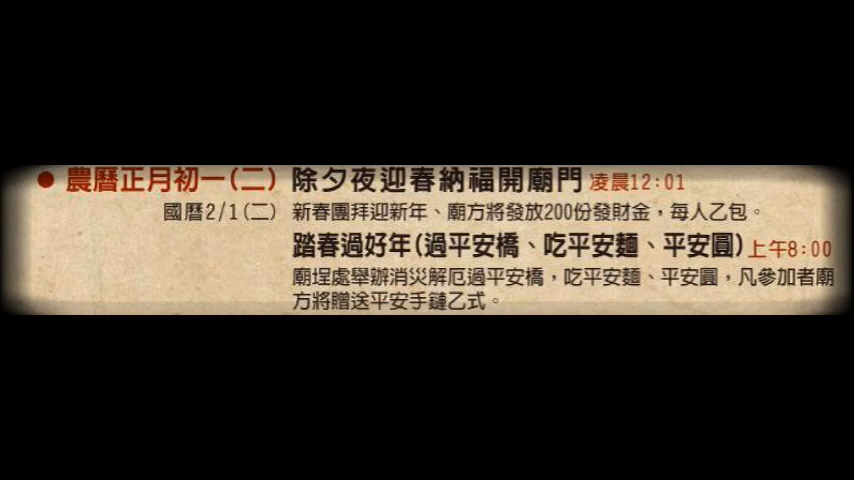 ● 農曆正月初一(二) 除夕夜迎春納福開廟門 凌晨12:01
國曆2/1(二) 新春團拜迎新年、廟方將發放200份發財金,每人乙包。
踏春過好年(過平安橋、吃平安麵、平安圓) 上午8:00
廟埕處舉辦消災解厄過平安橋,吃平安麵、平安圓,凡參加者廟
方將贈送平安手鏈乙式。